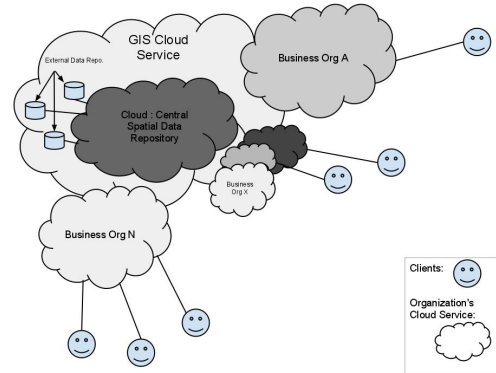 GIS Cloud
Service
External Data Repo.
Business Org A
Cloud : Central
Spatial Data
Repository
Business
Org X
Business Org N
Clients:
Organization's
Cloud Service: